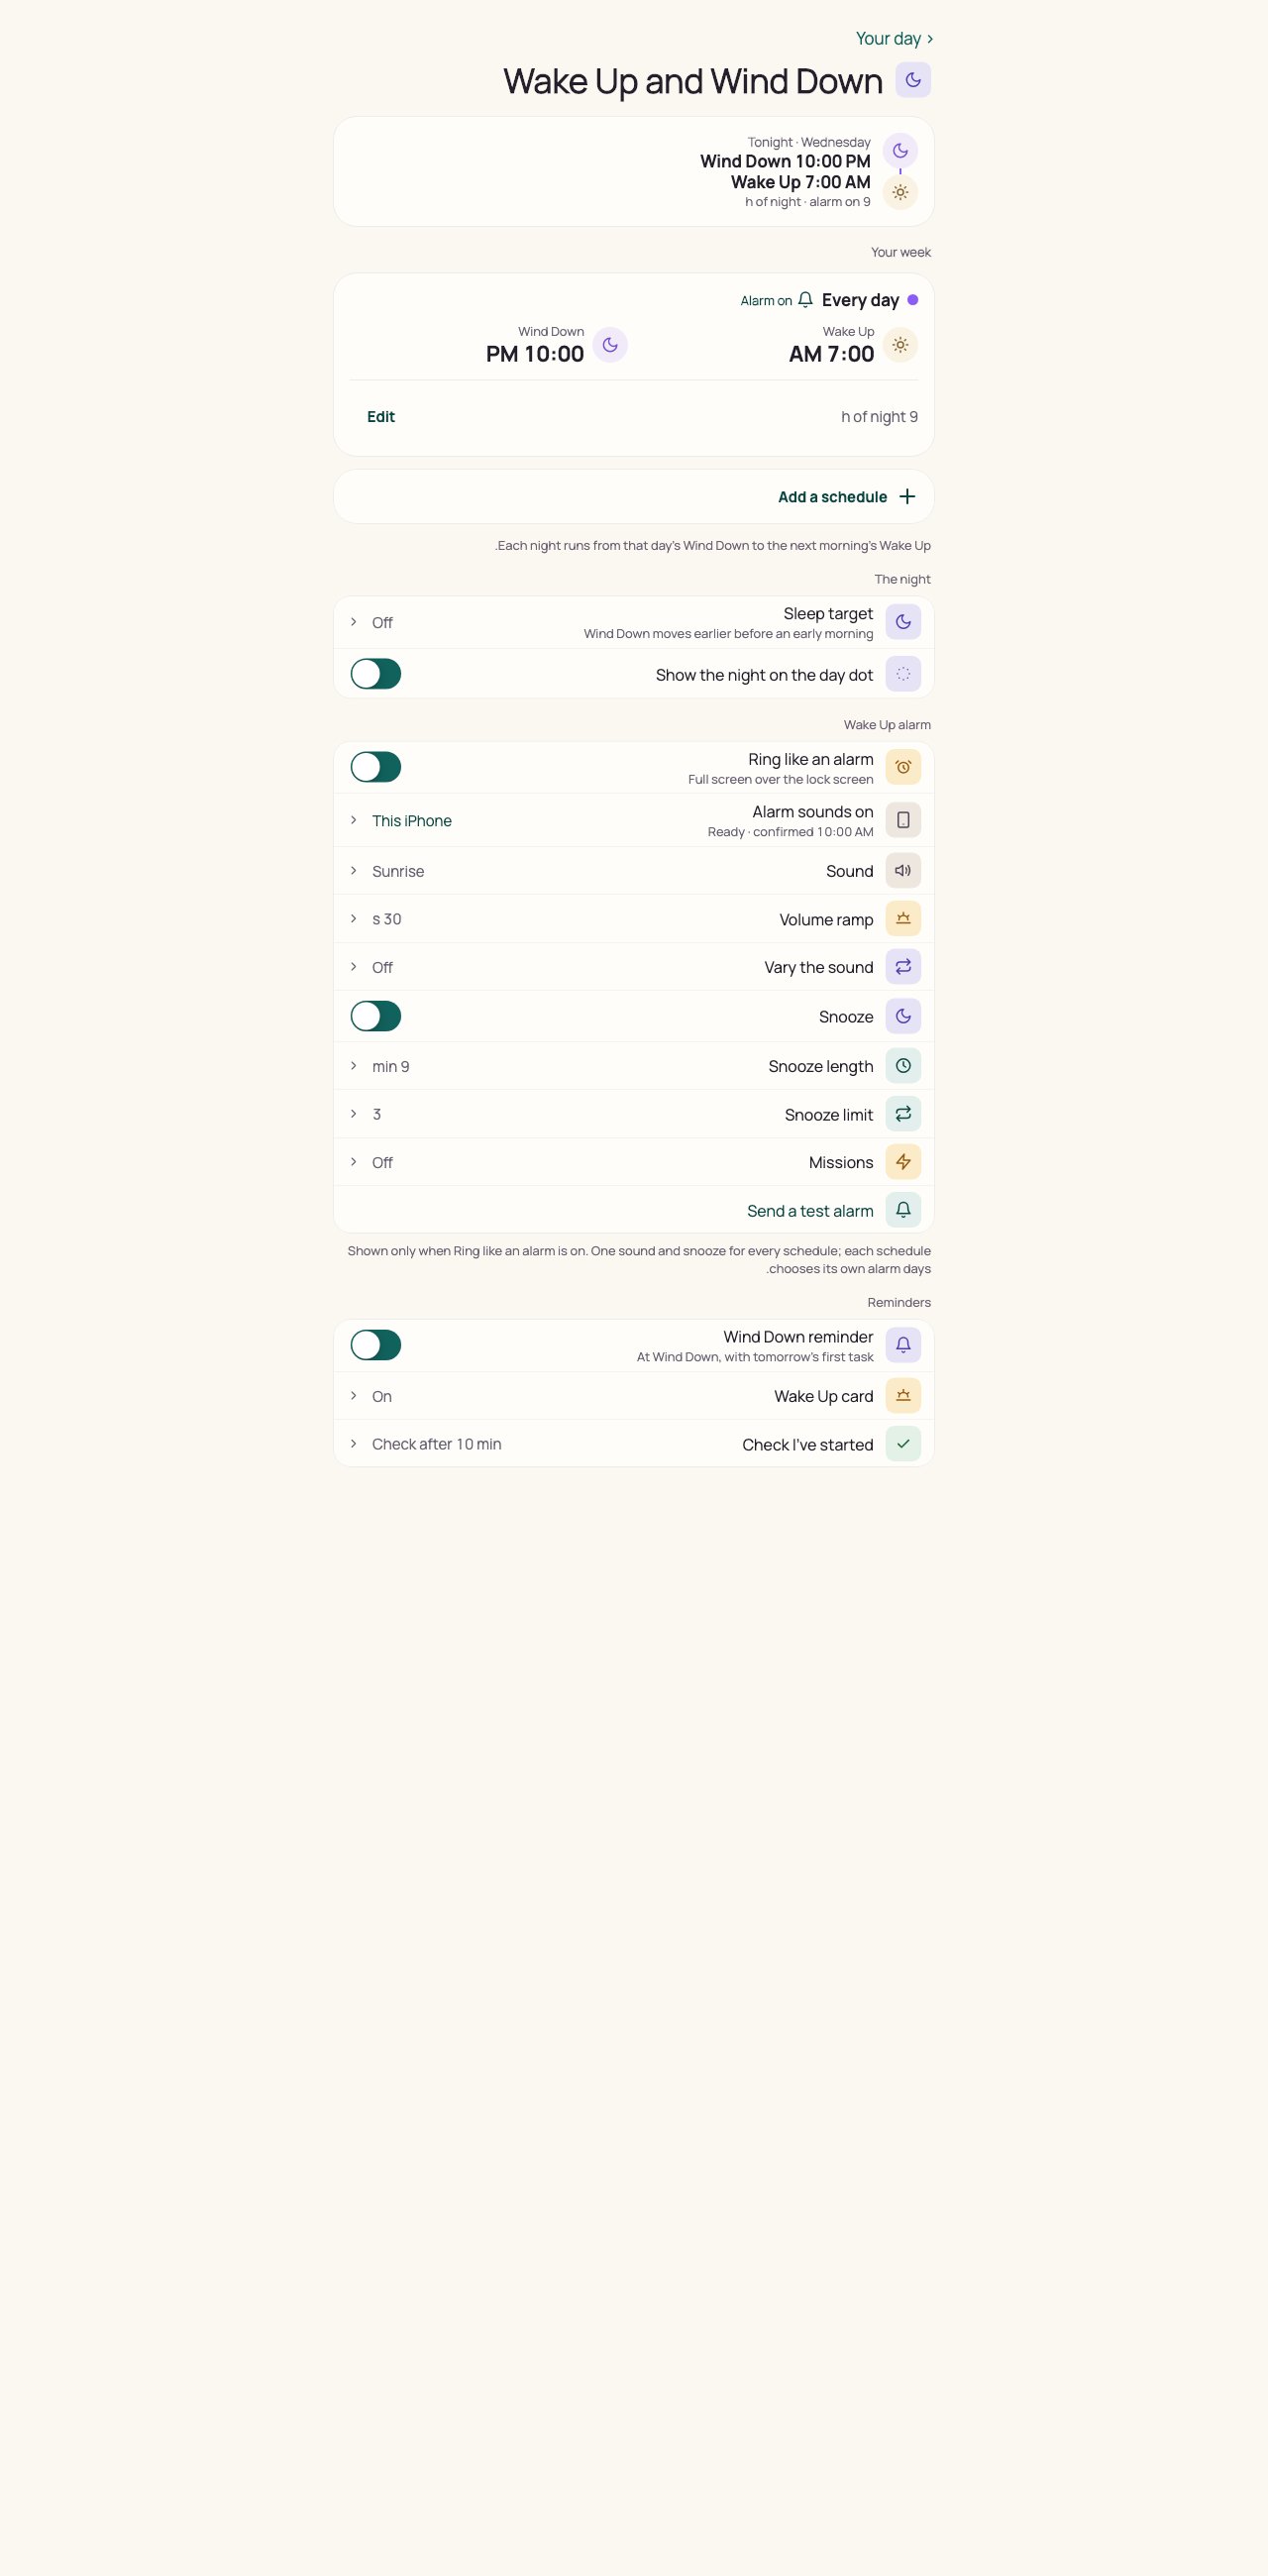 Your day
Wake Up and Wind Down
Tonight · Wednesday
Wind Down 10:00 PM
Wake Up 7:00 AM
h of night · alarm on 9
Your week
Every day
Alarm on
Wake Up
AM 7:00
Wind Down
PM 10:00
h of night 9
Edit
Add a schedule
.Each night runs from that day's Wind Down to the next morning's Wake Up
The night
Sleep target
Wind Down moves earlier before an early morning
Off
Show the night on the day dot
Wake Up alarm
Ring like an alarm
Full screen over the lock screen
Alarm sounds on
Ready · confirmed 10:00 AM
This iPhone
Sound
Sunrise
Volume ramp
s 30
Vary the sound
Off
Snooze
Snooze length
min 9
Snooze limit
3
Missions
Off
Send a test alarm
Shown only when Ring like an alarm is on. One sound and snooze for every schedule; each schedule
.chooses its own alarm days
Reminders
Wind Down reminder
At Wind Down, with tomorrow's first task
Wake Up card
On
Check I've started
Check after 10 min